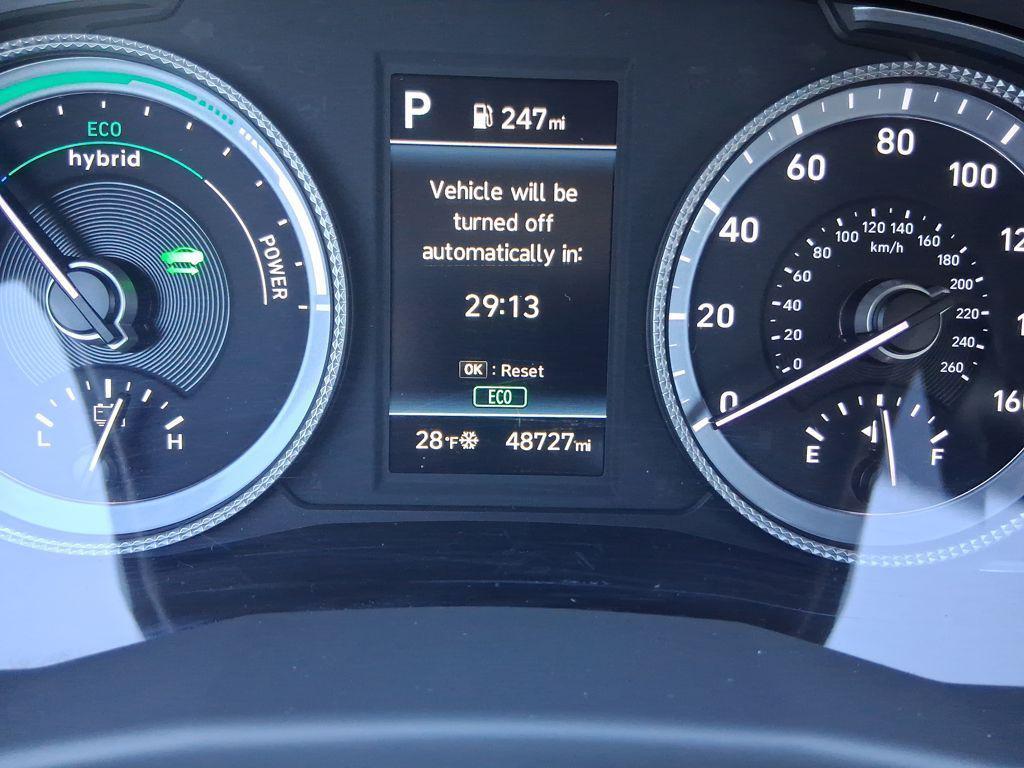 ECO
hybrid
POWER
L H
P 247mi
Vehicle will be
turned off
automatically in:
29:13
OK : Reset
ECO
28°F 48727mi
0 20 40 60 80 100
km/h
0 20 40 60 80 100 120 140 160 180 200 220 240 260
E F